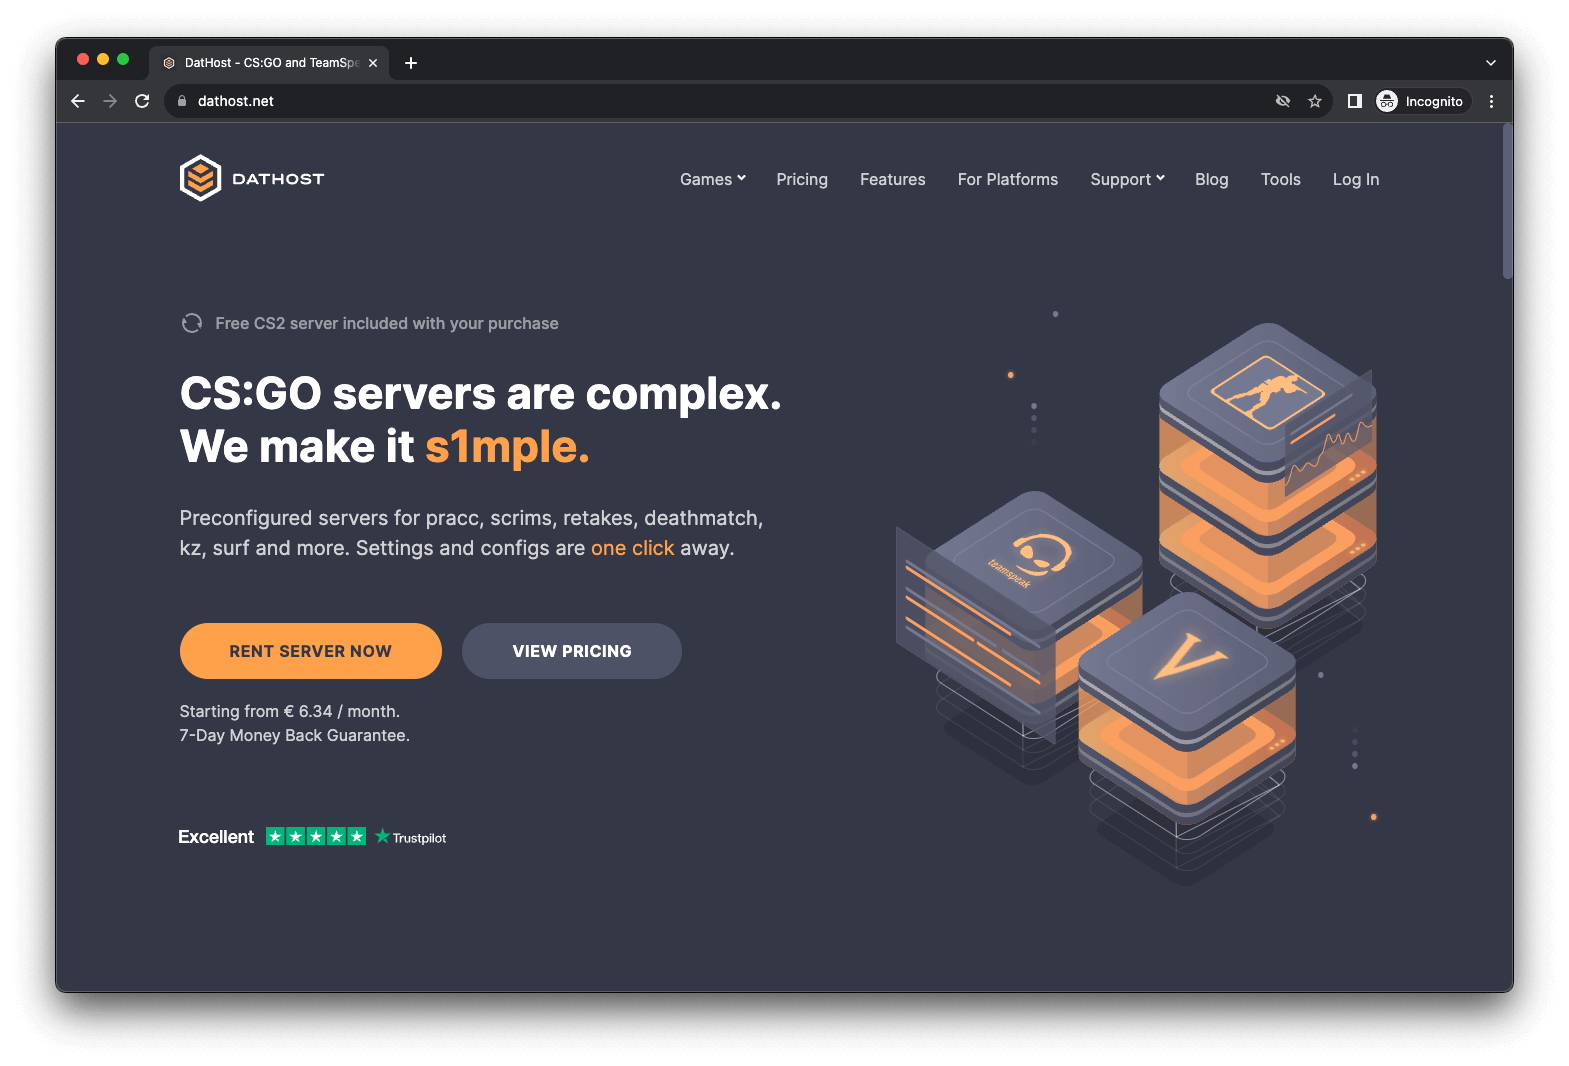 DatHost - CS:GO and TeamSpe
dathost.net
Incognito
DATHOST
Games Pricing Features For Platforms Support Blog Tools Log In
Free CS2 server included with your purchase
CS:GO servers are complex.
We make it s1mple.
Preconfigured servers for pracc, scrims, retakes, deathmatch,
kz, surf and more. Settings and configs are one click away.
RENT SERVER NOW
VIEW PRICING
Starting from € 6.34 / month.
7-Day Money Back Guarantee.
Excellent
Trustpilot
teamspeak
V